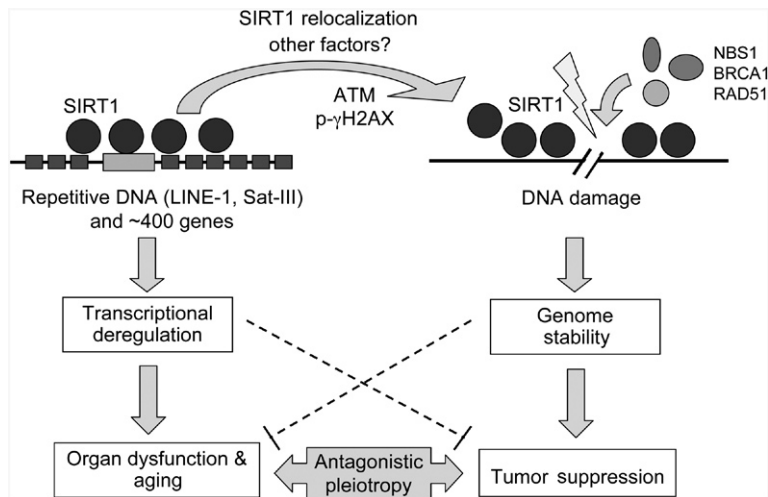 SIRT1 relocalization
other factors?
NBS1
BRCA1
RAD51
SIRT1
ATM
p-γH2AX
SIRT1
Repetitive DNA (LINE-1, Sat-III)
and ~400 genes
DNA damage
Transcriptional
deregulation
Genome
stability
Organ dysfunction &
aging
Antagonistic
pleiotropy
Tumor suppression